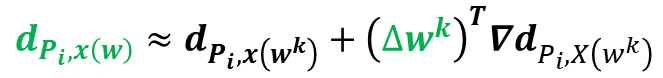 d_{P_i,x(w)} ≈ d_{P_i,x(w^k)} + (Δw^k)^T ∇d_{P_i,X(w^k)}